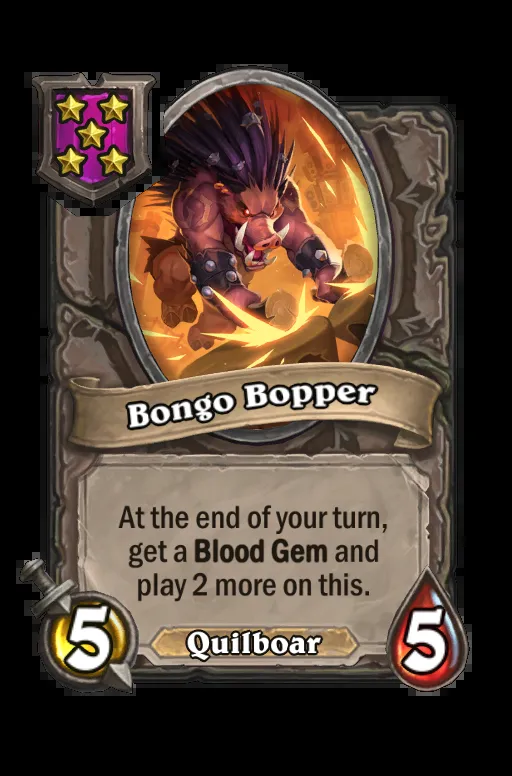 Bongo Bopper
At the end of your turn,
get a Blood Gem and
play 2 more on this.
5
Quilboar
5